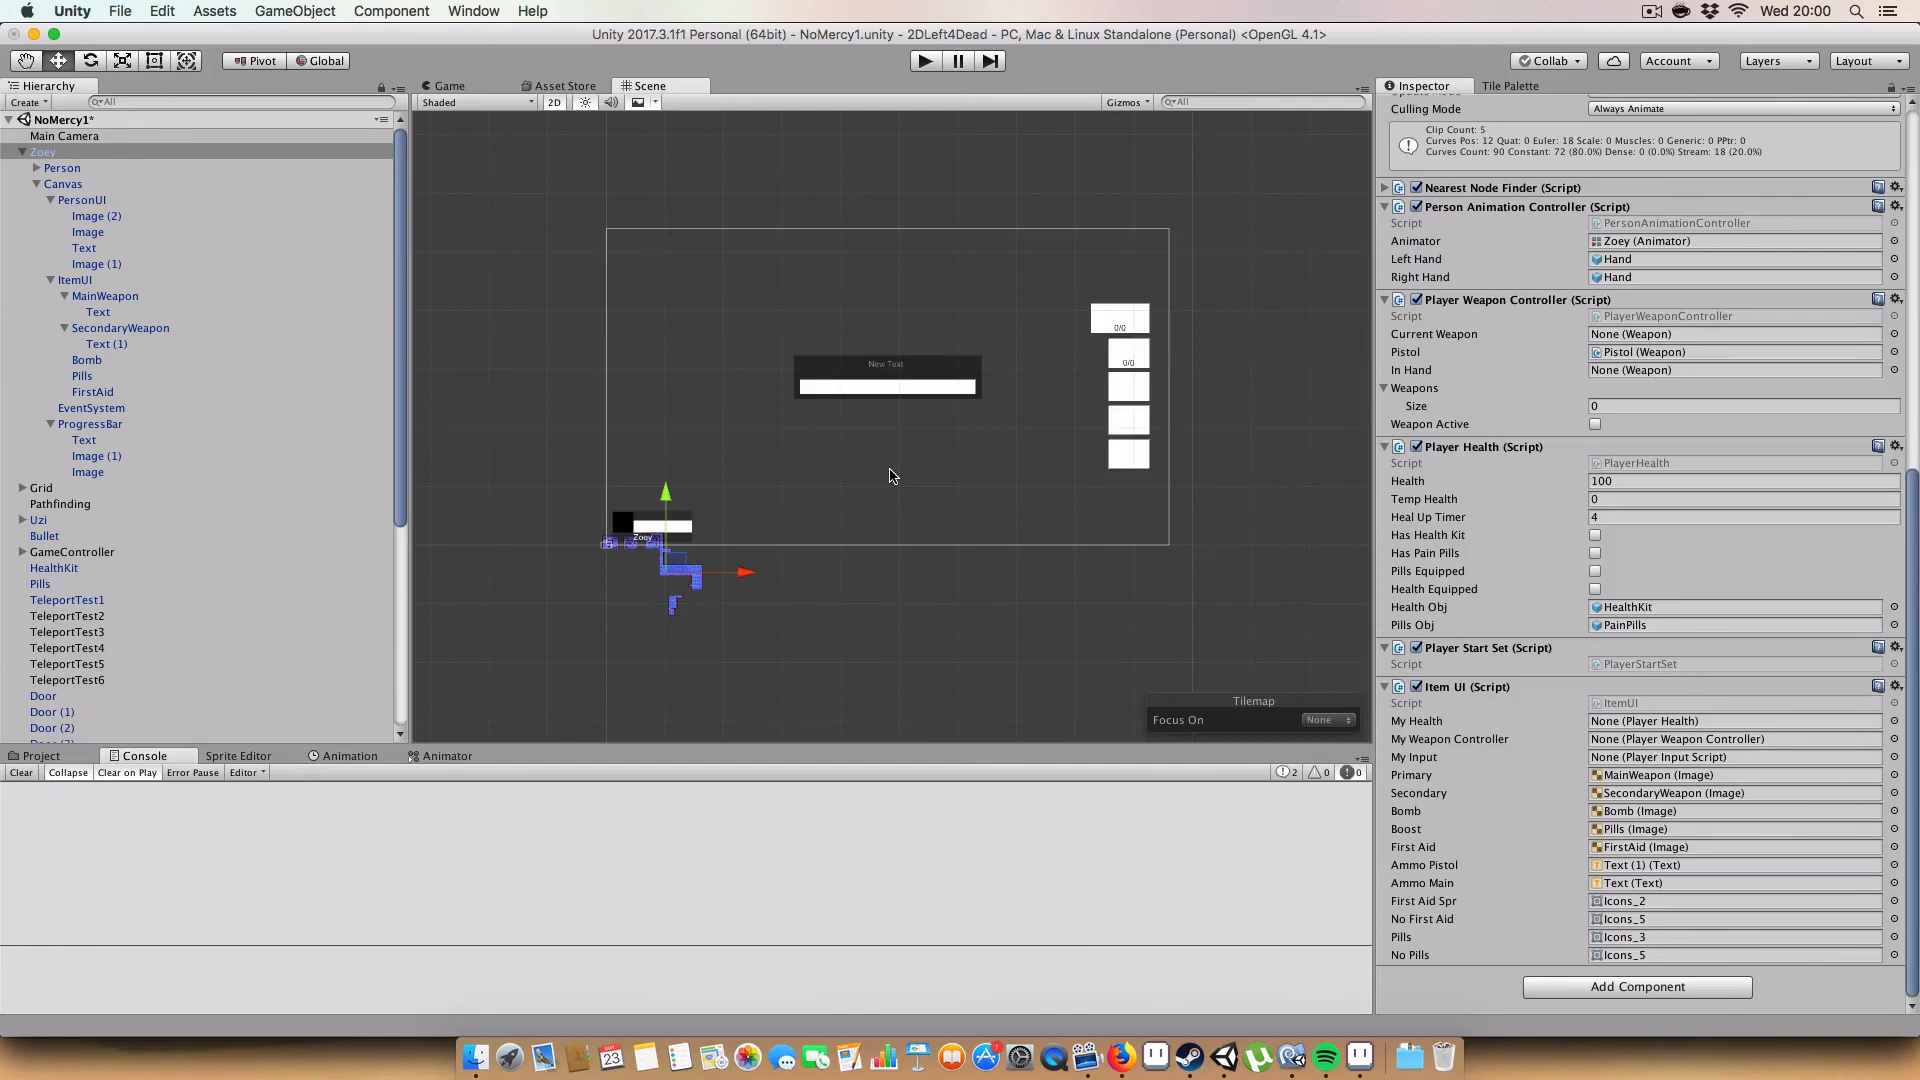 Unity File Edit Assets GameObject Component Window Help
Wed 20:00
Unity 2017.3.1f1 Personal (64bit) - NoMercy1.unity - 2DLeft4Dead - PC, Mac & Linux Standalone (Personal) <OpenGL 4.1>
Pivot Global
Collab Account Layers Layout
Hierarchy
Create All
NoMercy1*
Main Camera
Zoey
Person
Canvas
PersonUI
Image (2)
Image
Text
Image (1)
ItemUI
MainWeapon
Text
SecondaryWeapon
Text (1)
Bomb
Pills
FirstAid
EventSystem
ProgressBar
Text
Image (1)
Image
Grid
Pathfinding
Uzi
Bullet
GameController
HealthKit
Pills
TeleportTest1
TeleportTest2
TeleportTest3
TeleportTest4
TeleportTest5
TeleportTest6
Door
Door (1)
Door (2)
Game Asset Store Scene
Shaded 2D Gizmos All
New Text
0/0
0/0
Zoey
Tilemap
Focus On None
Inspector Tile Palette
Culling Mode Always Animate
Clip Count: 5
Curves Pos: 12 Quat: 0 Euler: 18 Scale: 0 Muscles: 0 Generic: 0 PPtr: 0
Curves Count: 90 Constant: 72 (80.0%) Dense: 0 (0.0%) Stream: 18 (20.0%)
Nearest Node Finder (Script)
Person Animation Controller (Script)
Script PersonAnimationController
Animator Zoey (Animator)
Left Hand Hand
Right Hand Hand
Player Weapon Controller (Script)
Script PlayerWeaponController
Current Weapon None (Weapon)
Pistol Pistol (Weapon)
In Hand None (Weapon)
Weapons
Size 0
Weapon Active
Player Health (Script)
Script PlayerHealth
Health 100
Temp Health 0
Heal Up Timer 4
Has Health Kit
Has Pain Pills
Pills Equipped
Health Equipped
Health Obj HealthKit
Pills Obj PainPills
Player Start Set (Script)
Script PlayerStartSet
Item UI (Script)
Script ItemUI
My Health None (Player Health)
My Weapon Controller None (Player Weapon Controller)
My Input None (Player Input Script)
Primary MainWeapon (Image)
Secondary SecondaryWeapon (Image)
Bomb Bomb (Image)
Boost Pills (Image)
First Aid FirstAid (Image)
Ammo Pistol Text (1) (Text)
Ammo Main Text (Text)
First Aid Spr Icons_2
No First Aid Icons_5
Pills Icons_3
No Pills Icons_5
Add Component
Project Console Sprite Editor Animation Animator
Clear Collapse Clear on Play Error Pause Editor 2 0 0
23